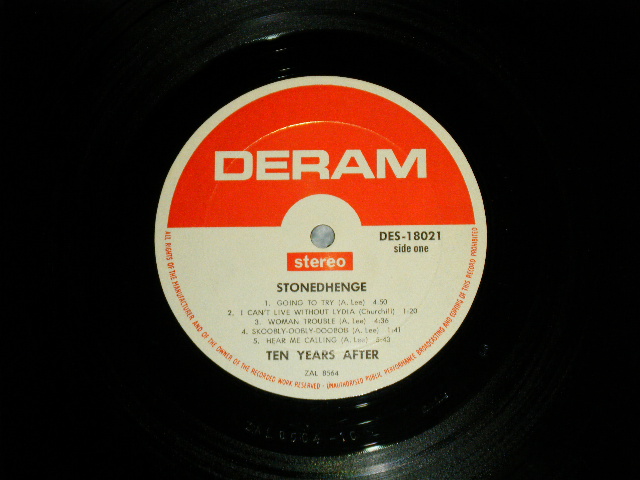 DERAM
DES-18021
side one
stereo
STONEDHENGE
1. GOING TO TRY (A. Lee) 4:50
2. I CAN'T LIVE WITHOUT LYDIA (Churchill) 1:20
3. WOMAN TROUBLE (A. Lee) 4:36
4. SKOOBLY-OOBLY-DOOBOB (A. Lee) 1:41
5. HEAR ME CALLING (A. Lee) 5:43
TEN YEARS AFTER
ZAL 8564
ALL RIGHTS OF THE MANUFACTURER AND OF THE OWNER OF THE RECORDED WORK RESERVED · UNAUTHORISED PUBLIC PERFORMANCE BROADCASTING AND COPYING OF THIS RECORD PROHIBITED